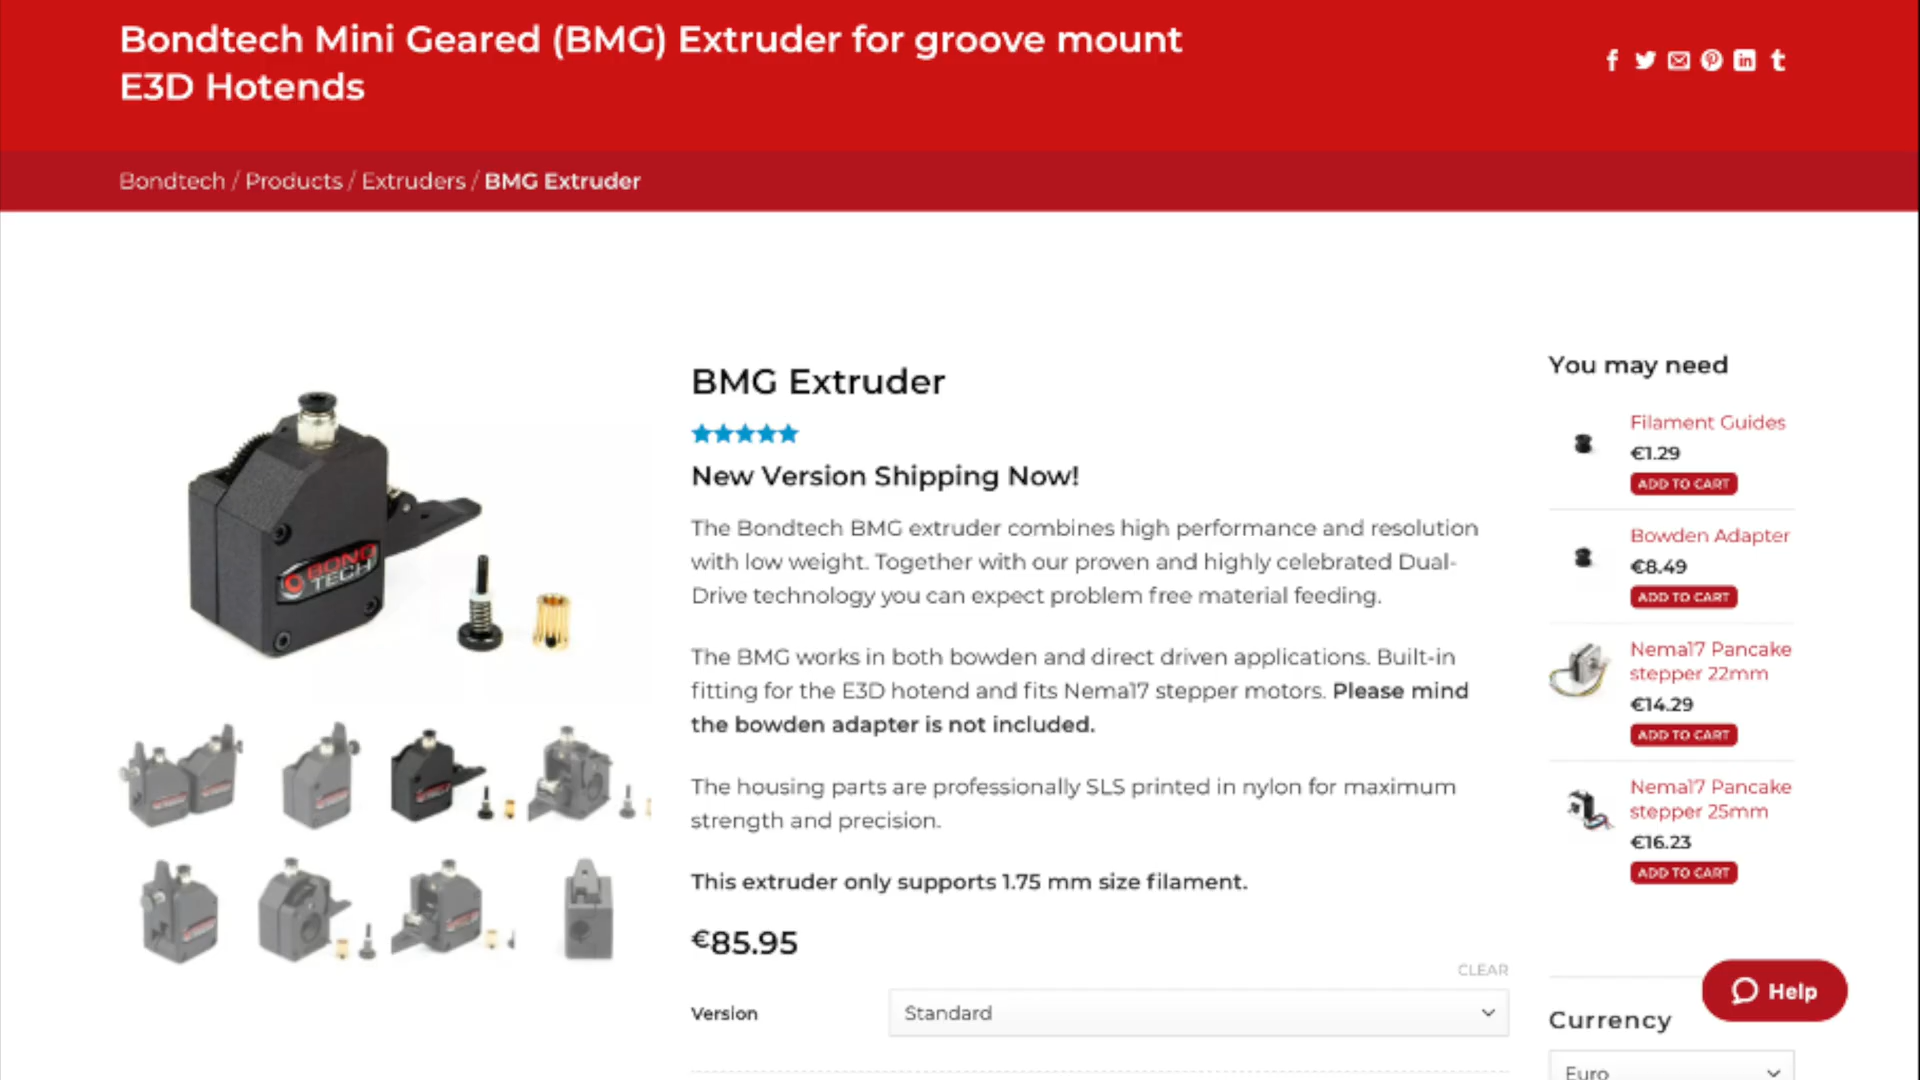 Bondtech Mini Geared (BMG) Extruder for groove mount
E3D Hotends
Bondtech / Products / Extruders / BMG Extruder
BOND
TECH
BMG Extruder
New Version Shipping Now!
The Bondtech BMG extruder combines high performance and resolution
with low weight. Together with our proven and highly celebrated Dual-
Drive technology you can expect problem free material feeding.
The BMG works in both bowden and direct driven applications. Built-in
fitting for the E3D hotend and fits Nema17 stepper motors. Please mind
the bowden adapter is not included.
The housing parts are professionally SLS printed in nylon for maximum
strength and precision.
This extruder only supports 1.75 mm size filament.
€85.95
CLEAR
Version
Standard
You may need
Filament Guides
€1.29
ADD TO CART
Bowden Adapter
€8.49
ADD TO CART
Nema17 Pancake
stepper 22mm
€14.29
ADD TO CART
Nema17 Pancake
stepper 25mm
€16.23
ADD TO CART
Help
Currency
Euro